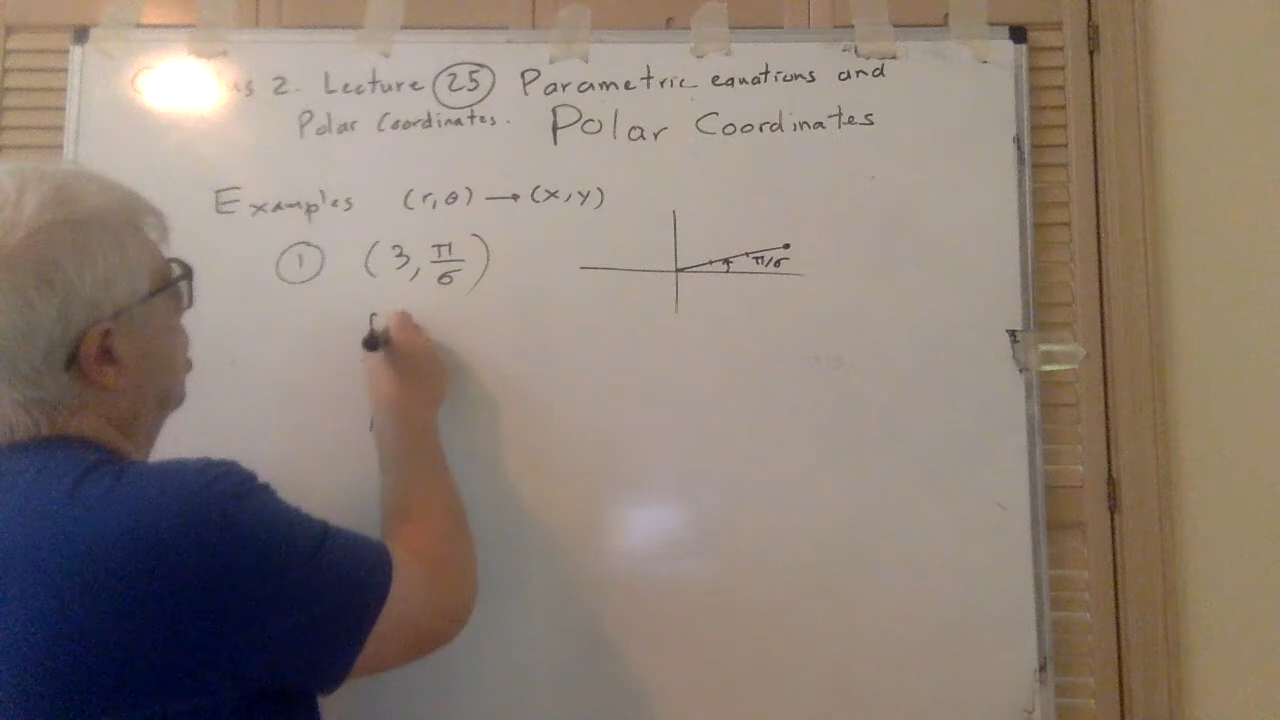 2. Lecture 25 Parametric equations and
Polar Coordinates. Polar Coordinates
Examples (r, θ) → (x, y)
1 (3, π/6)
π/6